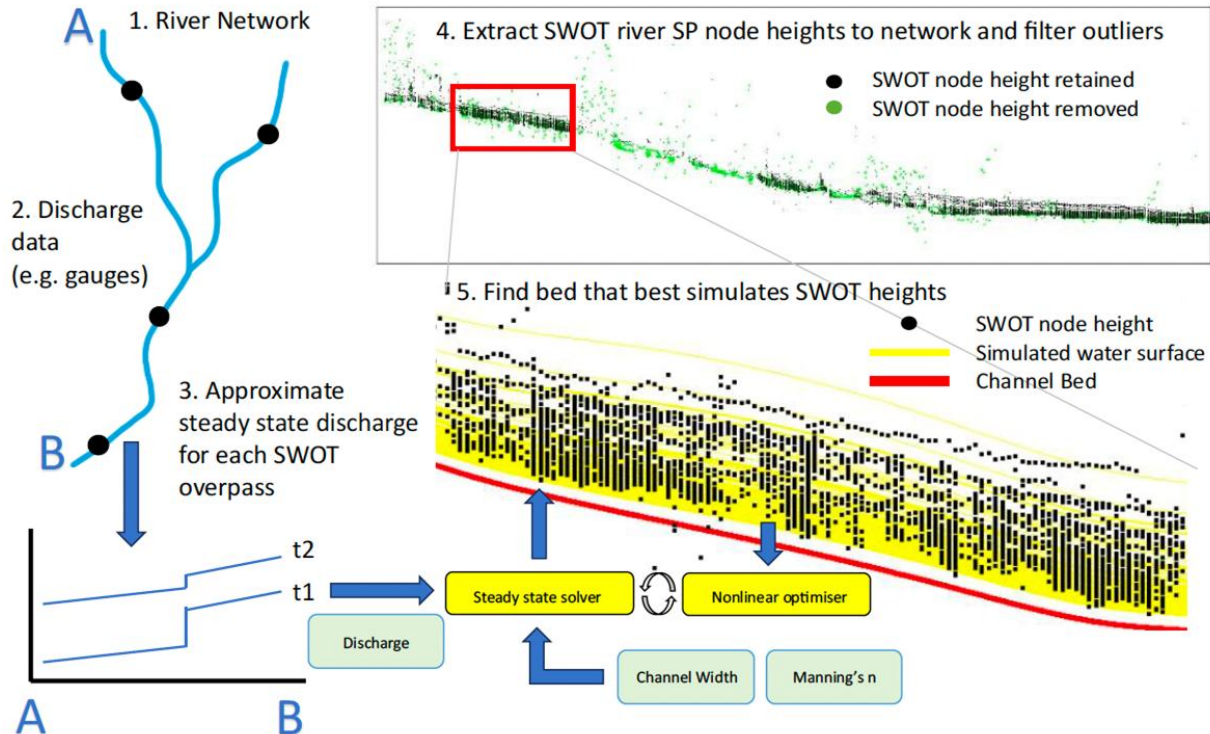 A
1. River Network
2. Discharge
data
(e.g. gauges)
3. Approximate
steady state discharge
for each SWOT
overpass
B
4. Extract SWOT river SP node heights to network and filter outliers
SWOT node height retained
SWOT node height removed
5. Find bed that best simulates SWOT heights
SWOT node height
Simulated water surface
Channel Bed
t2
t1
A
B
Discharge
Steady state solver
Nonlinear optimiser
Channel Width
Manning's n